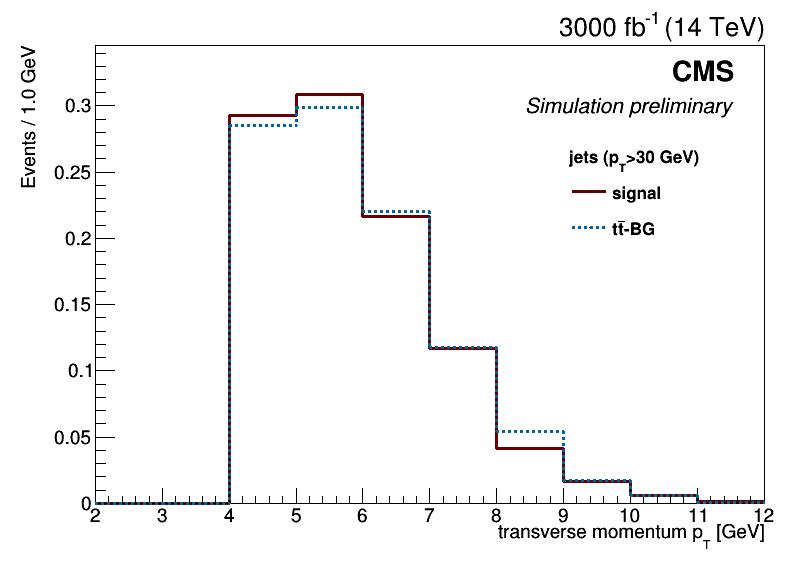 3000 fb⁻¹ (14 TeV)
CMS
Simulation preliminary
jets (p_T>30 GeV)
signal
tt̄-BG
Events / 1.0 GeV
0.3
0.25
0.2
0.15
0.1
0.05
0
2 3 4 5 6 7 8 9 10 11 12
transverse momentum p_T [GeV]